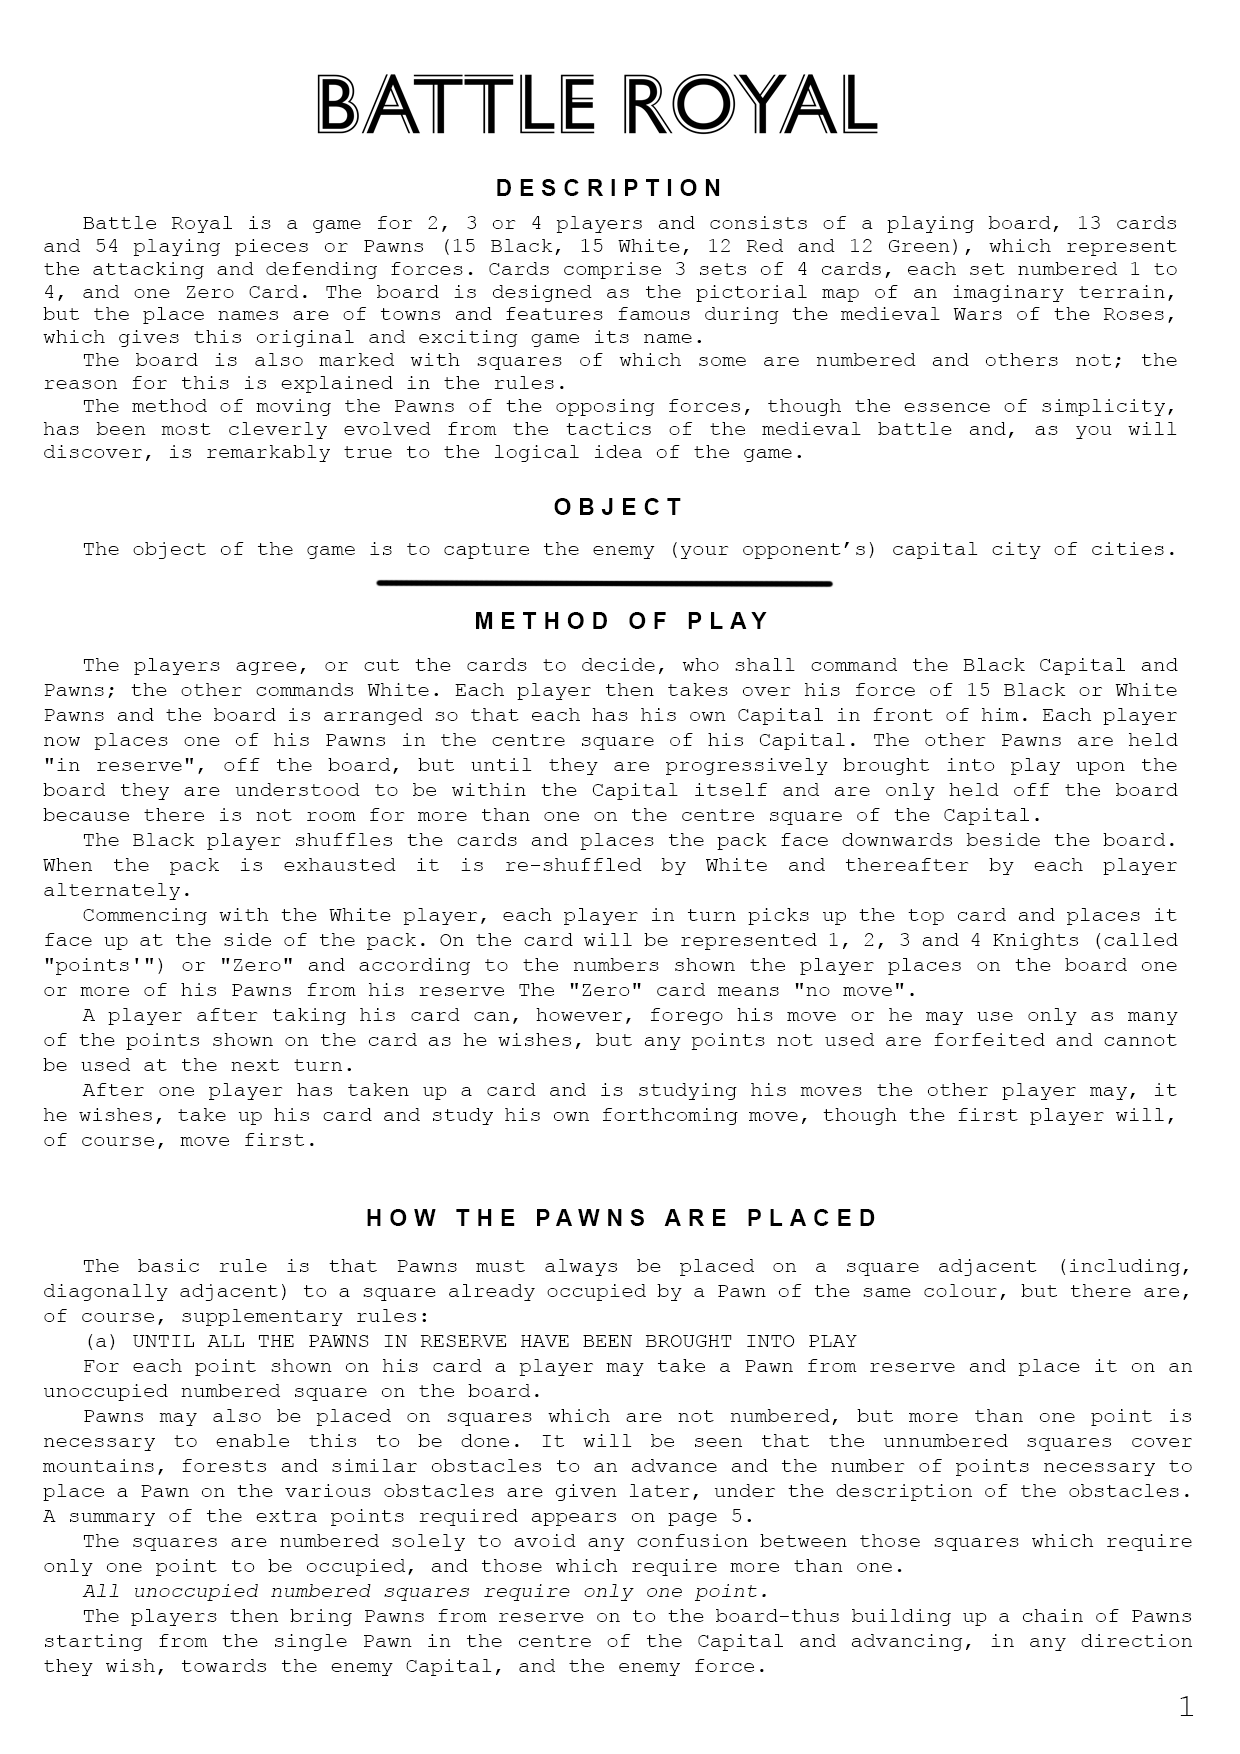 BATTLE ROYAL
DESCRIPTION
Battle Royal is a game for 2, 3 or 4 players and consists of a playing board, 13 cards
and 54 playing pieces or Pawns (15 Black, 15 White, 12 Red and 12 Green), which represent
the attacking and defending forces. Cards comprise 3 sets of 4 cards, each set numbered 1 to
4, and one Zero Card. The board is designed as the pictorial map of an imaginary terrain,
but the place names are of towns and features famous during the medieval Wars of the Roses,
which gives this original and exciting game its name.
The board is also marked with squares of which some are numbered and others not; the
reason for this is explained in the rules.
The method of moving the Pawns of the opposing forces, though the essence of simplicity,
has been most cleverly evolved from the tactics of the medieval battle and, as you will
discover, is remarkably true to the logical idea of the game.
OBJECT
The object of the game is to capture the enemy (your opponent’s) capital city of cities.
METHOD OF PLAY
The players agree, or cut the cards to decide, who shall command the Black Capital and
Pawns; the other commands White. Each player then takes over his force of 15 Black or White
Pawns and the board is arranged so that each has his own Capital in front of him. Each player
now places one of his Pawns in the centre square of his Capital. The other Pawns are held
"in reserve", off the board, but until they are progressively brought into play upon the
board they are understood to be within the Capital itself and are only held off the board
because there is not room for more than one on the centre square of the Capital.
The Black player shuffles the cards and places the pack face downwards beside the board.
When the pack is exhausted it is re-shuffled by White and thereafter by each player
alternately.
Commencing with the White player, each player in turn picks up the top card and places it
face up at the side of the pack. On the card will be represented 1, 2, 3 and 4 Knights (called
"points'") or "Zero" and according to the numbers shown the player places on the board one
or more of his Pawns from his reserve The "Zero" card means "no move".
A player after taking his card can, however, forego his move or he may use only as many
of the points shown on the card as he wishes, but any points not used are forfeited and cannot
be used at the next turn.
After one player has taken up a card and is studying his moves the other player may, it
he wishes, take up his card and study his own forthcoming move, though the first player will,
of course, move first.
HOW THE PAWNS ARE PLACED
The basic rule is that Pawns must always be placed on a square adjacent (including,
diagonally adjacent) to a square already occupied by a Pawn of the same colour, but there are,
of course, supplementary rules:
(a) UNTIL ALL THE PAWNS IN RESERVE HAVE BEEN BROUGHT INTO PLAY
For each point shown on his card a player may take a Pawn from reserve and place it on an
unoccupied numbered square on the board.
Pawns may also be placed on squares which are not numbered, but more than one point is
necessary to enable this to be done. It will be seen that the unnumbered squares cover
mountains, forests and similar obstacles to an advance and the number of points necessary to
place a Pawn on the various obstacles are given later, under the description of the obstacles.
A summary of the extra points required appears on page 5.
The squares are numbered solely to avoid any confusion between those squares which require
only one point to be occupied, and those which require more than one.
All unoccupied numbered squares require only one point.
The players then bring Pawns from reserve on to the board-thus building up a chain of Pawns
starting from the single Pawn in the centre of the Capital and advancing, in any direction
they wish, towards the enemy Capital, and the enemy force.
1